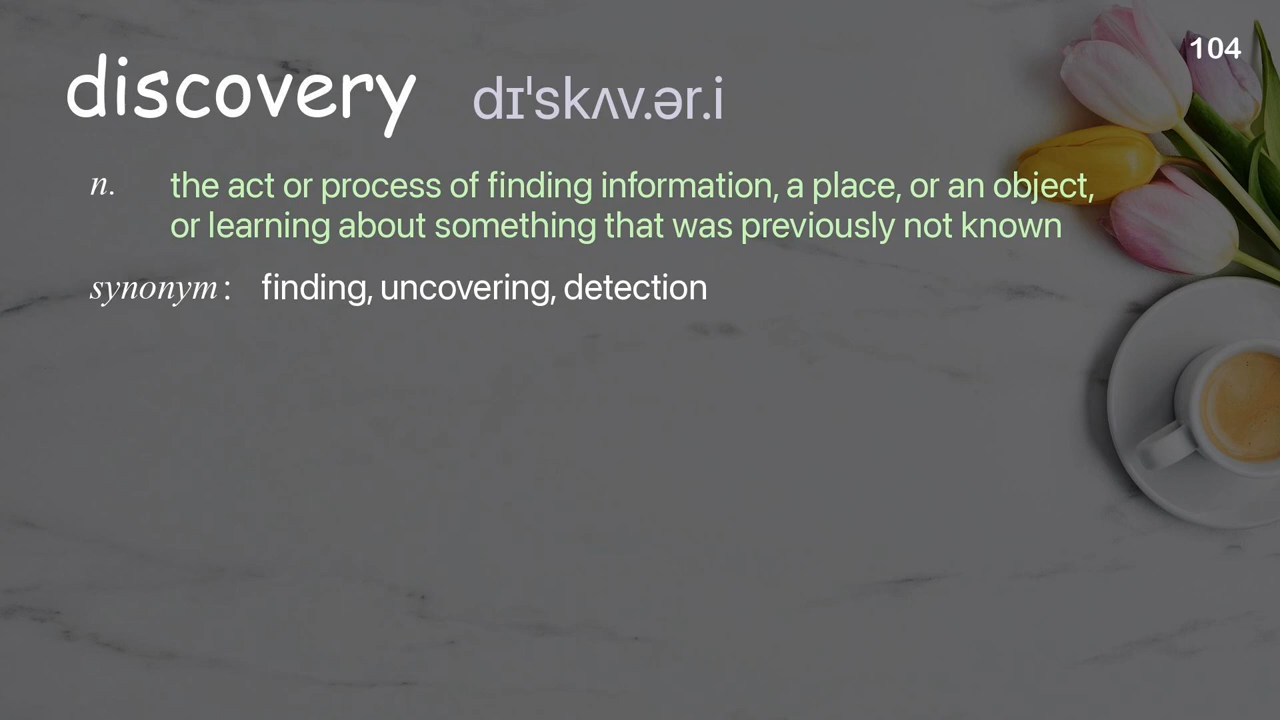 104
discovery dɪˈskʌv.ər.i
n. the act or process of finding information, a place, or an object,
or learning about something that was previously not known
synonym: finding, uncovering, detection